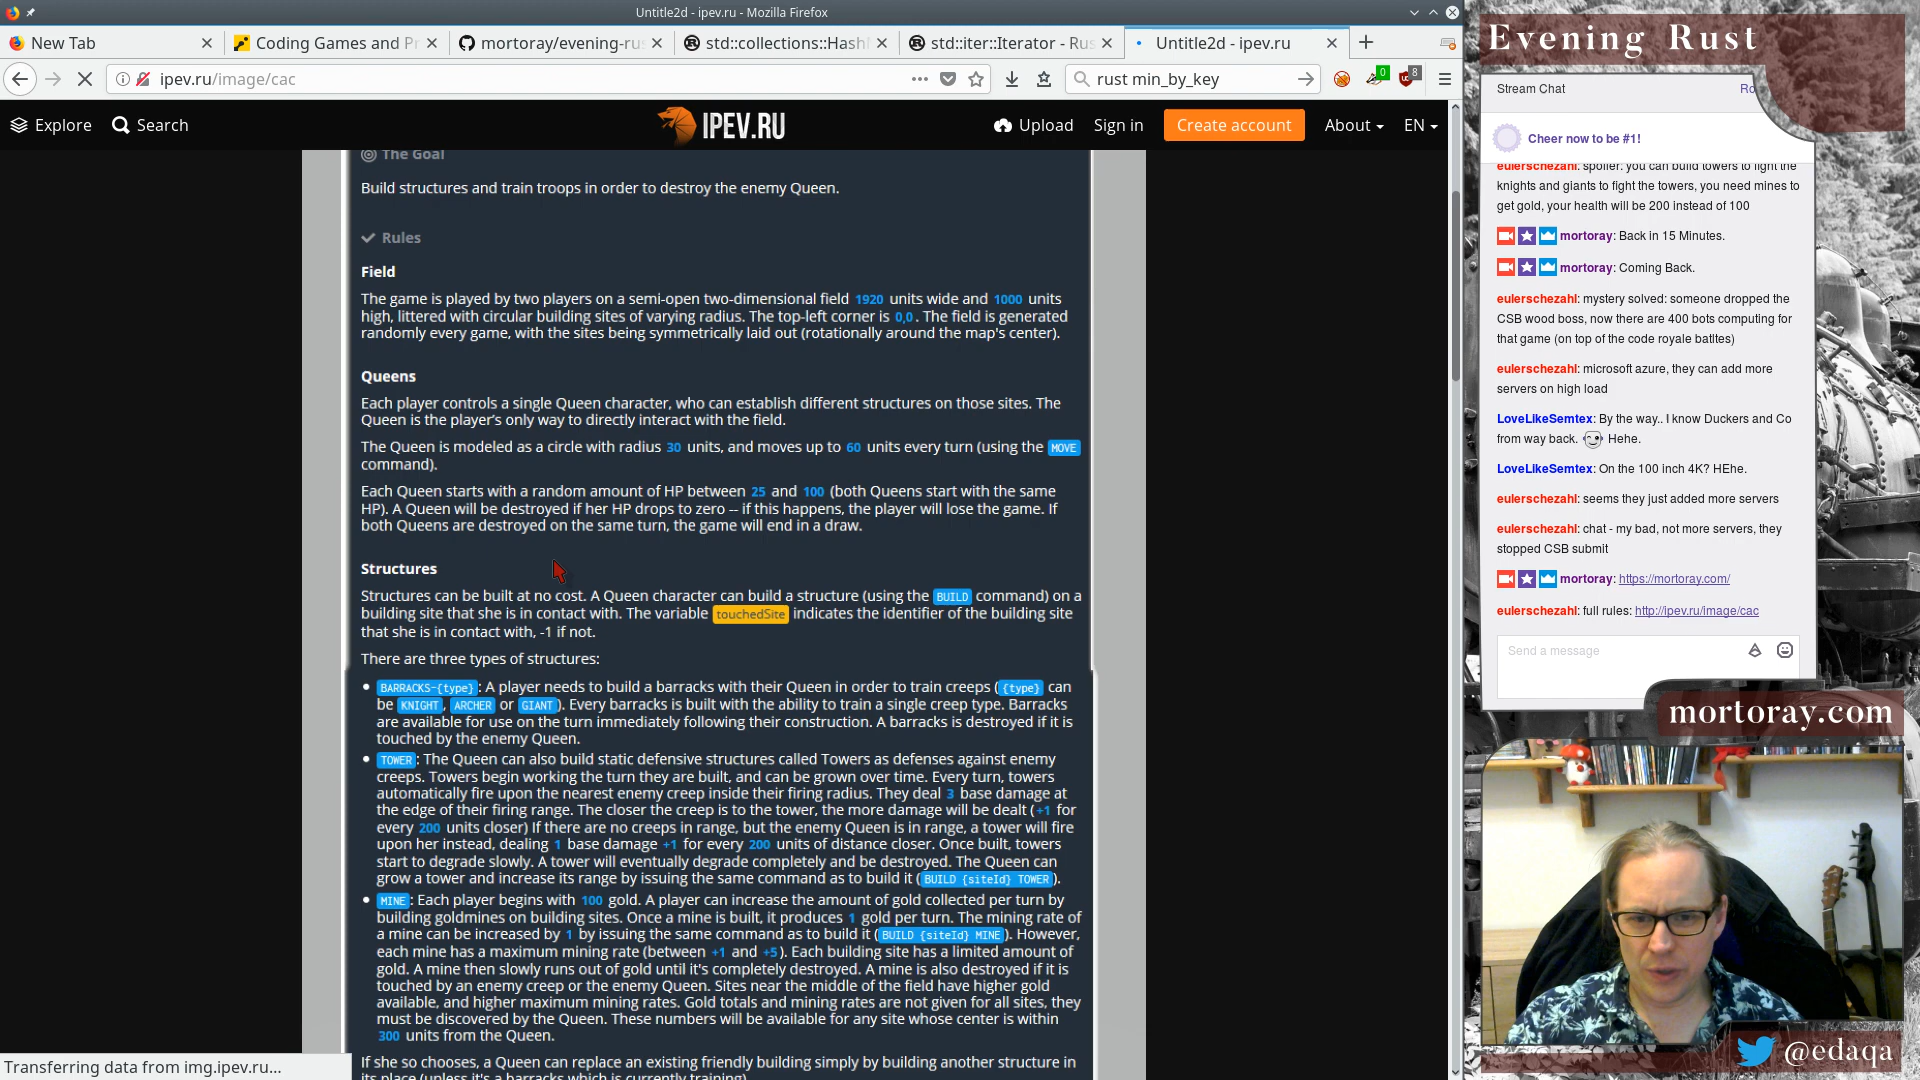 Untitle2d - ipev.ru - Mozilla Firefox
New Tab
Coding Games and Pr
mortoray/evening-rus
std::collections::Hash
std::iter::Iterator - Rus
Untitle2d - ipev.ru
ipev.ru/image/cac
rust min_by_key
0
8
Explore
Search
IPEV.RU
Upload
Sign in
Create account
About
EN
The Goal
Build structures and train troops in order to destroy the enemy Queen.
Rules
Field
The game is played by two players on a semi-open two-dimensional field 1920 units wide and 1000 units
high, littered with circular building sites of varying radius. The top-left corner is 0,0. The field is generated
randomly every game, with the sites being symmetrically laid out (rotationally around the map's center).
Queens
Each player controls a single Queen character, who can establish different structures on those sites. The
Queen is the player's only way to directly interact with the field.
The Queen is modeled as a circle with radius 30 units, and moves up to 60 units every turn (using the MOVE
command).
Each Queen starts with a random amount of HP between 25 and 100 (both Queens start with the same
HP). A Queen will be destroyed if her HP drops to zero -- if this happens, the player will lose the game. If
both Queens are destroyed on the same turn, the game will end in a draw.
Structures
Structures can be built at no cost. A Queen character can build a structure (using the BUILD command) on a
building site that she is in contact with. The variable touchedSite indicates the identifier of the building site
that she is in contact with, -1 if not.
There are three types of structures:
BARRACKS-{type}: A player needs to build a barracks with their Queen in order to train creeps ({type} can
be KNIGHT, ARCHER or GIANT). Every barracks is built with the ability to train a single creep type. Barracks
are available for use on the turn immediately following their construction. A barracks is destroyed if it is
touched by the enemy Queen.
TOWER: The Queen can also build static defensive structures called Towers as defenses against enemy
creeps. Towers begin working the turn they are built, and can be grown over time. Every turn, towers
automatically fire upon the nearest enemy creep inside their firing radius. They deal 3 base damage at
the edge of their firing range. The closer the creep is to the tower, the more damage will be dealt (+1 for
every 200 units closer) If there are no creeps in range, but the enemy Queen is in range, a tower will fire
upon her instead, dealing 1 base damage +1 for every 200 units of distance closer. Once built, towers
start to degrade slowly. A tower will eventually degrade completely and be destroyed. The Queen can
grow a tower and increase its range by issuing the same command as to build it (BUILD {siteId} TOWER).
MINE: Each player begins with 100 gold. A player can increase the amount of gold collected per turn by
building goldmines on building sites. Once a mine is built, it produces 1 gold per turn. The mining rate of
a mine can be increased by 1 by issuing the same command as to build it (BUILD {siteId} MINE). However,
each mine has a maximum mining rate (between +1 and +5). Each building site has a limited amount of
gold. A mine then slowly runs out of gold until it's completely destroyed. A mine is also destroyed if it is
touched by an enemy creep or the enemy Queen. Sites near the middle of the field have higher gold
available, and higher maximum mining rates. Gold totals and mining rates are not given for all sites, they
must be discovered by the Queen. These numbers will be available for any site whose center is within
300 units from the Queen.
If she so chooses, a Queen can replace an existing friendly building simply by building another structure in
its place (unless it's a barracks which is currently training).
Transferring data from img.ipev.ru...
Evening Rust
Stream Chat
Ro
Cheer now to be #1!
eulerschezahl: spoiler: you can build towers to fight the
knights and giants to fight the towers, you need mines to
get gold, your health will be 200 instead of 100
mortoray: Back in 15 Minutes.
mortoray: Coming Back.
eulerschezahl: mystery solved: someone dropped the
CSB wood boss, now there are 400 bots computing for
that game (on top of the code royale batltes)
eulerschezahl: microsoft azure, they can add more
servers on high load
LoveLikeSemtex: By the way.. I know Duckers and Co
from way back. Hehe.
LoveLikeSemtex: On the 100 inch 4K? HEhe.
eulerschezahl: seems they just added more servers
eulerschezahl: chat - my bad, not more servers, they
stopped CSB submit
mortoray: https://mortoray.com/
eulerschezahl: full rules: http://ipev.ru/image/cac
Send a message
mortoray.com
@edaqa